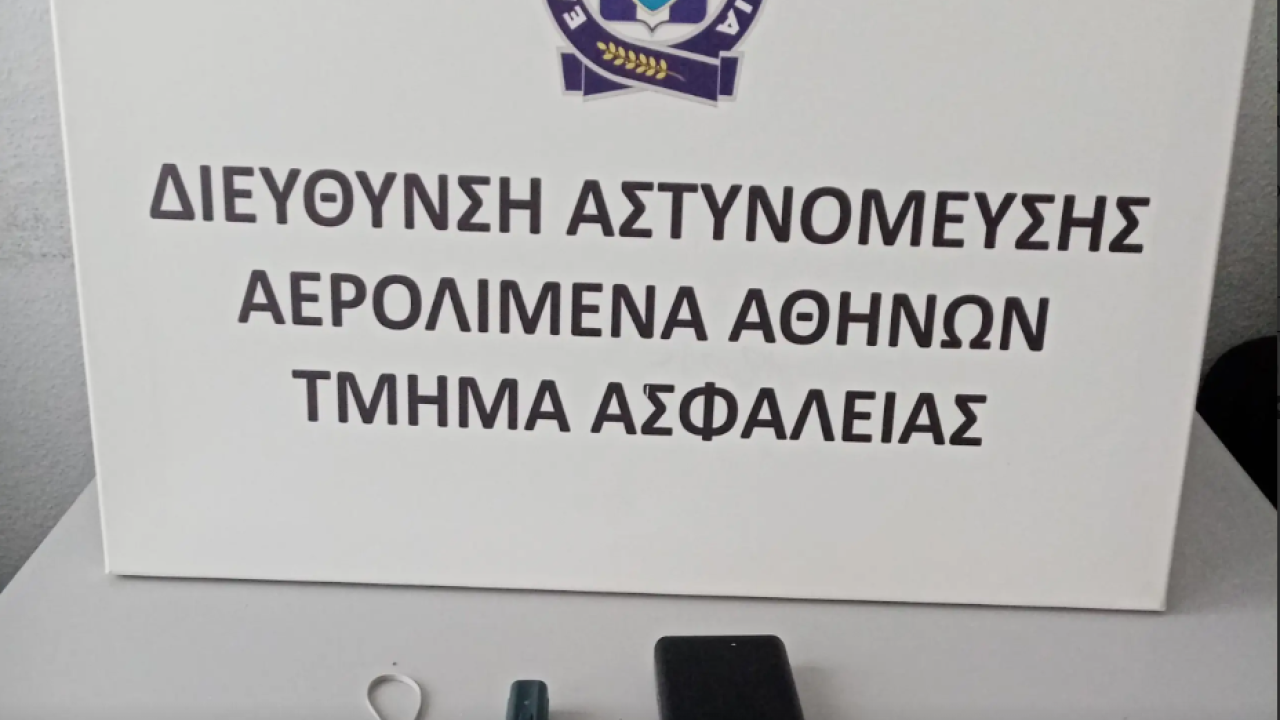 ΔΙΕΥΘΥΝΣΗ ΑΣΤΥΝΟΜΕΥΣΗΣ
ΑΕΡΟΛΙΜΕΝΑ ΑΘΗΝΩΝ
ΤΜΗΜΑ ΑΣΦΑΛΕΙΑΣ